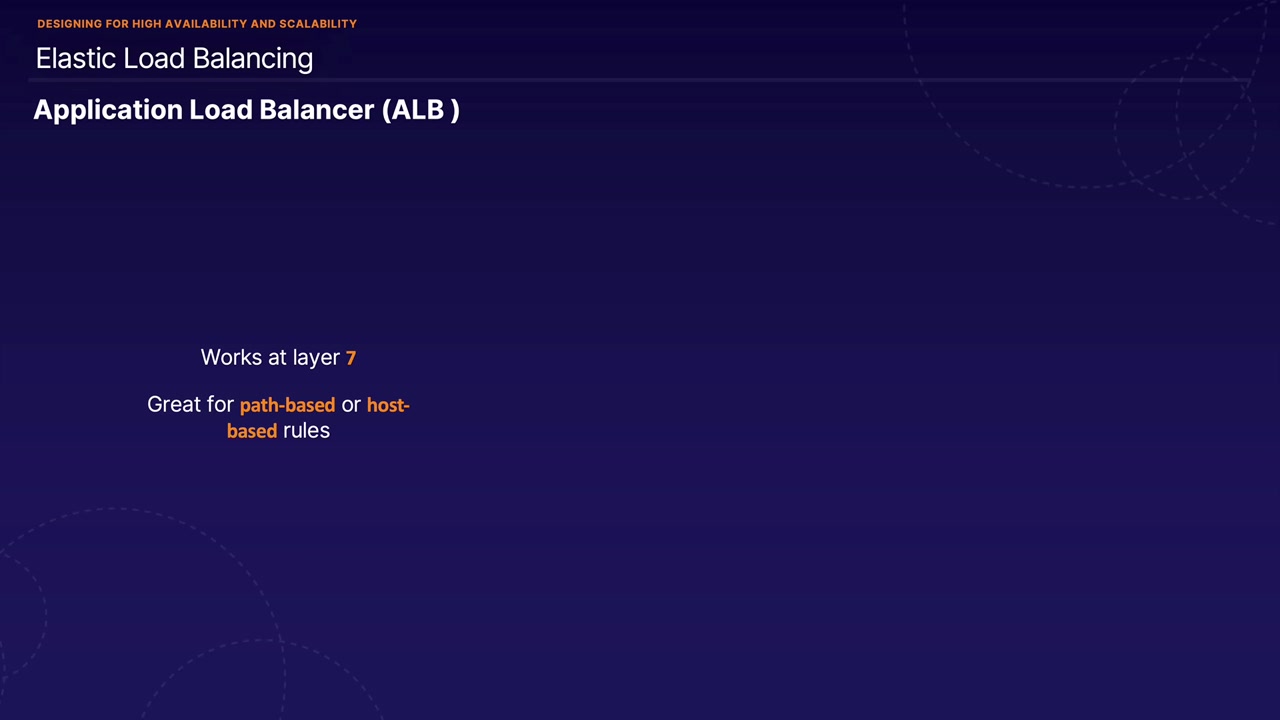 DESIGNING FOR HIGH AVAILABILITY AND SCALABILITY
Elastic Load Balancing
Application Load Balancer (ALB )
Works at layer 7
Great for path-based or host-
based rules